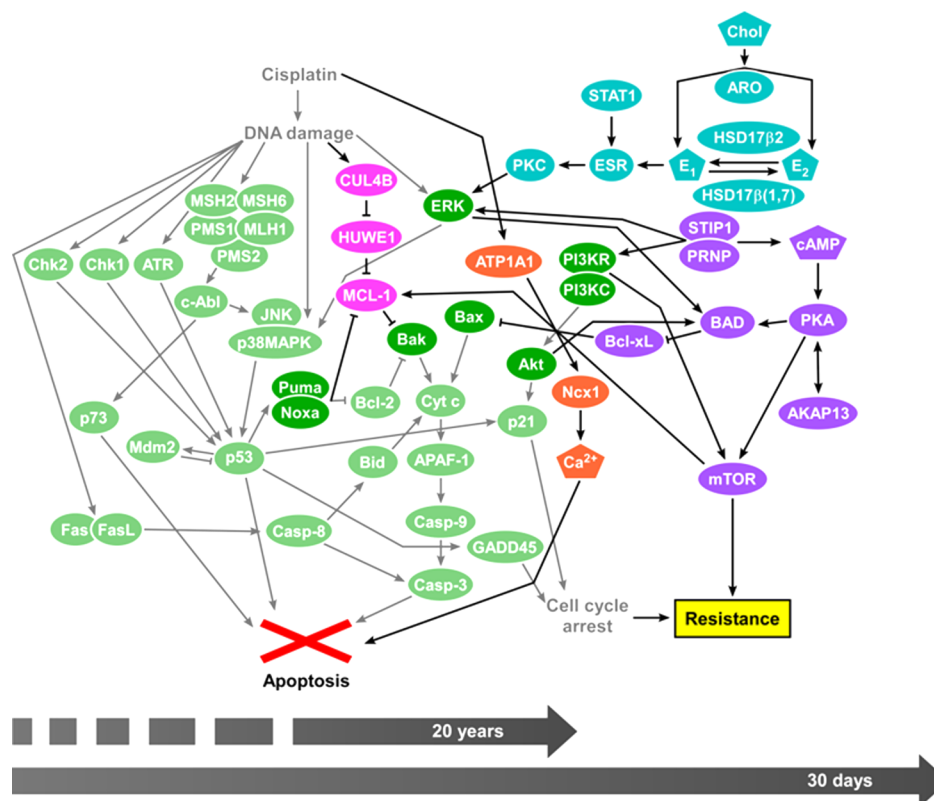 Chol
Cisplatin
ARO
STAT1
DNA damage
HSD17β2
PKC
ESR
E1
E2
CUL4B
MSH2
MSH6
HSD17β(1,7)
ERK
PMS1
MLH1
HUWE1
STIP1
cAMP
PMS2
PRNP
Chk2
Chk1
ATR
ATP1A1
PI3KR
PI3KC
c-Abl
MCL-1
JNK
Bax
BAD
PKA
p38MAPK
Bak
Bcl-xL
Akt
Puma
Ncx1
Noxa
Bcl-2
Cyt c
AKAP13
p73
p21
Mdm2
p53
Bid
APAF-1
Ca2+
mTOR
Fas
FasL
Casp-8
Casp-9
GADD45
Casp-3
Cell cycle
arrest
Resistance
Apoptosis
20 years
30 days